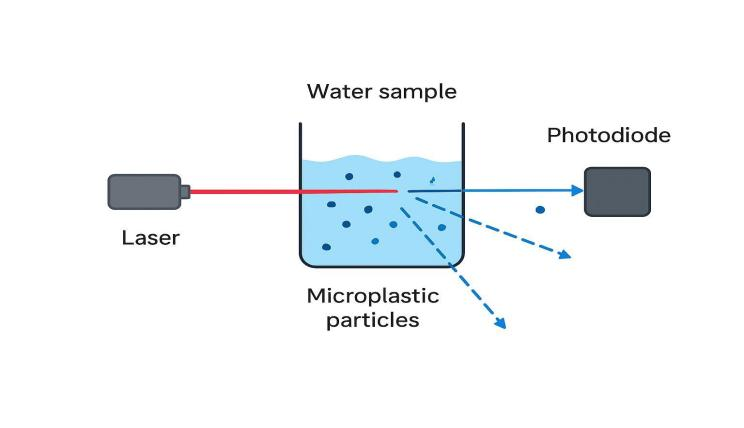 Water sample
Photodiode
Laser
Microplastic
particles